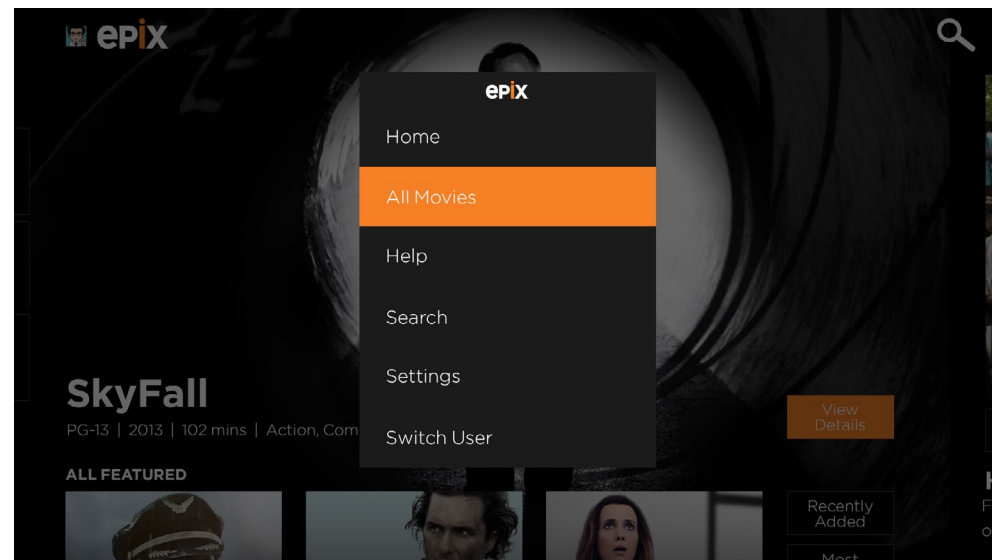 epix
epix
Home
All Movies
Help
Search
Settings
Switch User
SkyFall
PG-13 | 2013 | 102 mins | Action, Com
View
Details
ALL FEATURED
Recently
Added
Most